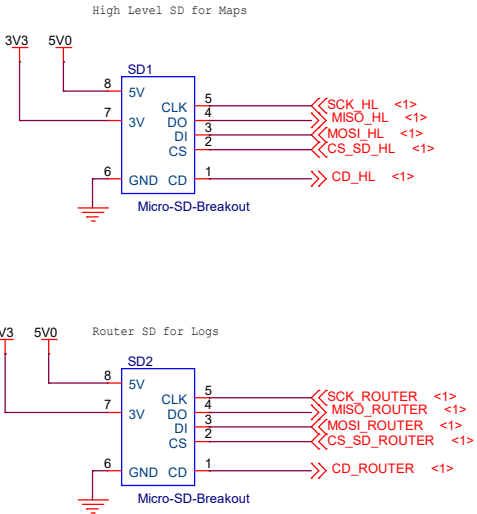 High Level SD for Maps
3V3 5V0
SD1
8 5V
CLK 5 SCK_HL <1>
7 3V DO 4 MISO_HL <1>
DI 3 MOSI_HL <1>
CS 2 CS_SD_HL <1>
6 GND CD 1 CD_HL <1>
Micro-SD-Breakout
V3 5V0 Router SD for Logs
SD2
8 5V
CLK 5 SCK_ROUTER <1>
7 3V DO 4 MISO_ROUTER <1>
DI 3 MOSI_ROUTER <1>
CS 2 CS_SD_ROUTER <1>
6 GND CD 1 CD_ROUTER <1>
Micro-SD-Breakout